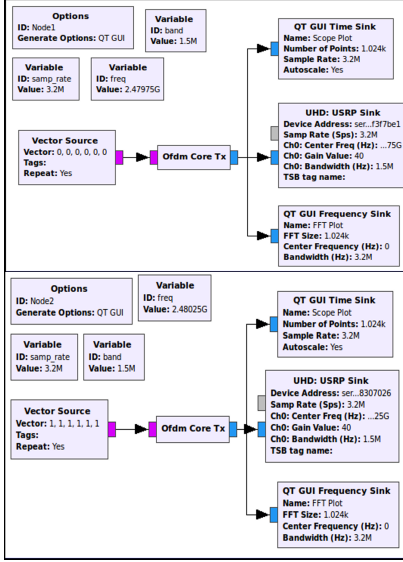 Options
ID: Node1
Generate Options: QT GUI
Variable
ID: band
Value: 1.5M
Variable
ID: samp_rate
Value: 3.2M
Variable
ID: freq
Value: 2.47975G
Vector Source
Vector: 0, 0, 0, 0, 0, 0
Tags:
Repeat: Yes
Ofdm Core Tx
QT GUI Time Sink
Name: Scope Plot
Number of Points: 1.024k
Sample Rate: 3.2M
Autoscale: Yes
UHD: USRP Sink
Device Address: ser...f3f7be1
Samp Rate (Sps): 3.2M
Ch0: Center Freq (Hz): ...75G
Ch0: Gain Value: 40
Ch0: Bandwidth (Hz): 1.5M
TSB tag name:
QT GUI Frequency Sink
Name: FFT Plot
FFT Size: 1.024k
Center Frequency (Hz): 0
Bandwidth (Hz): 3.2M
Options
ID: Node2
Generate Options: QT GUI
Variable
ID: freq
Value: 2.48025G
Variable
ID: samp_rate
Value: 3.2M
Variable
ID: band
Value: 1.5M
Vector Source
Vector: 1, 1, 1, 1, 1, 1
Tags:
Repeat: Yes
Ofdm Core Tx
QT GUI Time Sink
Name: Scope Plot
Number of Points: 1.024k
Sample Rate: 3.2M
Autoscale: Yes
UHD: USRP Sink
Device Address: ser...8307026
Samp Rate (Sps): 3.2M
Ch0: Center Freq (Hz): ...25G
Ch0: Gain Value: 40
Ch0: Bandwidth (Hz): 1.5M
TSB tag name:
QT GUI Frequency Sink
Name: FFT Plot
FFT Size: 1.024k
Center Frequency (Hz): 0
Bandwidth (Hz): 3.2M